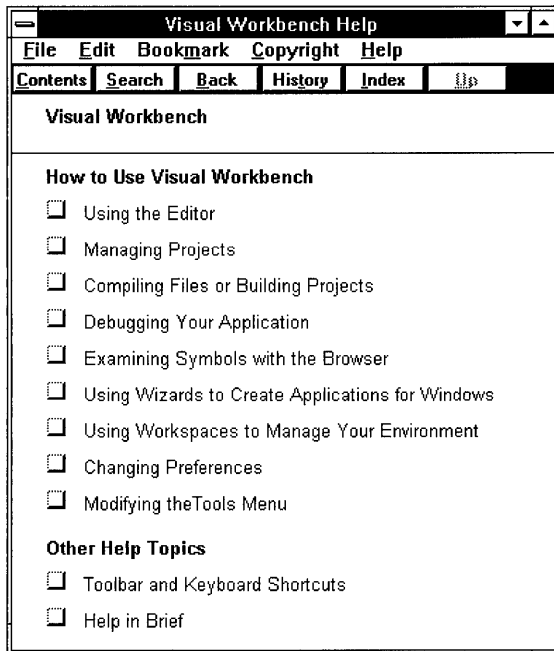 Visual Workbench Help
File Edit Bookmark Copyright Help
Contents Search Back History Index Up
Visual Workbench
How to Use Visual Workbench
Using the Editor
Managing Projects
Compiling Files or Building Projects
Debugging Your Application
Examining Symbols with the Browser
Using Wizards to Create Applications for Windows
Using Workspaces to Manage Your Environment
Changing Preferences
Modifying theTools Menu
Other Help Topics
Toolbar and Keyboard Shortcuts
Help in Brief